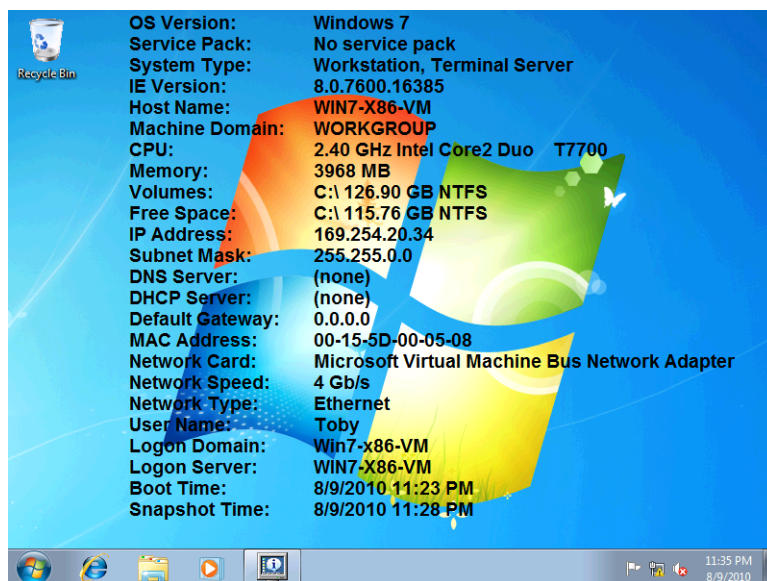 Recycle Bin
OS Version: Windows 7
Service Pack: No service pack
System Type: Workstation, Terminal Server
IE Version: 8.0.7600.16385
Host Name: WIN7-X86-VM
Machine Domain: WORKGROUP
CPU: 2.40 GHz Intel Core2 Duo T7700
Memory: 3968 MB
Volumes: C:\ 126.90 GB NTFS
Free Space: C:\ 115.76 GB NTFS
IP Address: 169.254.20.34
Subnet Mask: 255.255.0.0
DNS Server: (none)
DHCP Server: (none)
Default Gateway: 0.0.0.0
MAC Address: 00-15-5D-00-05-08
Network Card: Microsoft Virtual Machine Bus Network Adapter
Network Speed: 4 Gb/s
Network Type: Ethernet
User Name: Toby
Logon Domain: Win7-x86-VM
Logon Server: WIN7-X86-VM
Boot Time: 8/9/2010 11:23 PM
Snapshot Time: 8/9/2010 11:28 PM
11:35 PM
8/9/2010